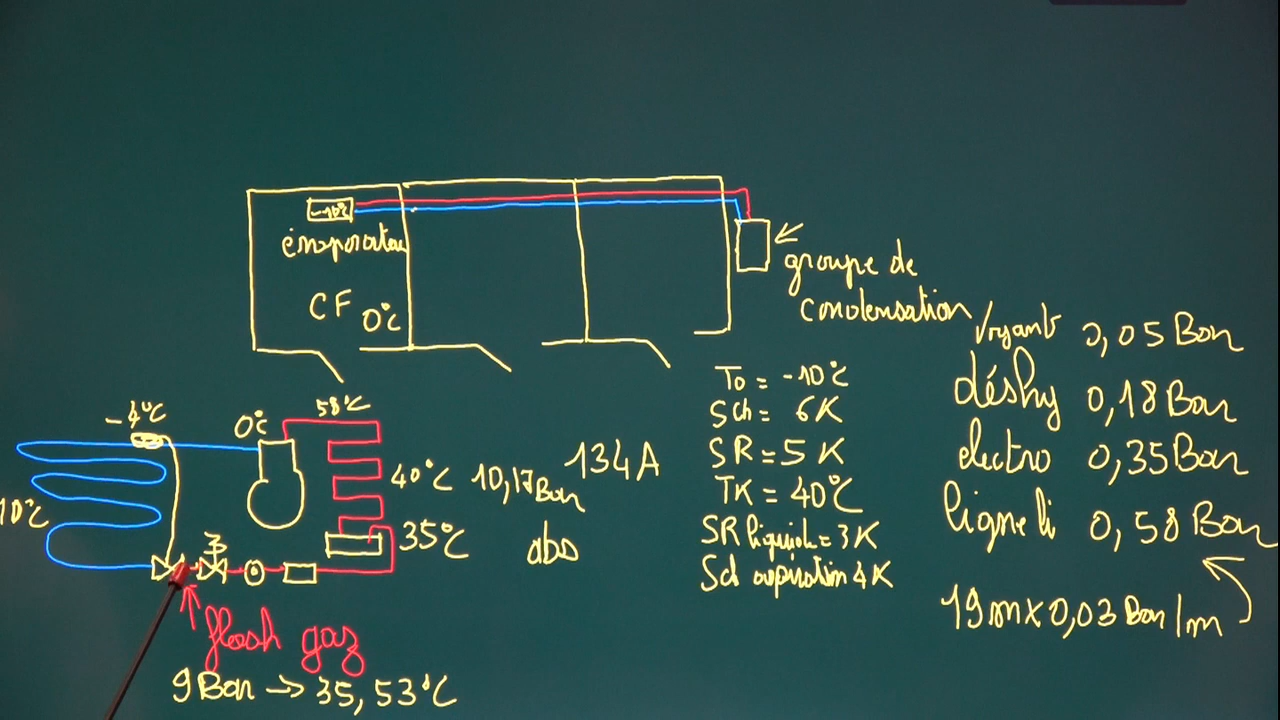 -10°C
évaporateu
CF 0°C
groupe de
condensation
-4°C
0°C
58°C
10°C
40°C 10,17 Bar
abs
35°C
134A
flash gaz
9 Bar → 35,53°C
To = -10°C
Sch = 6K
SR = 5K
TK = 40°C
SR liquide = 3K
Sch aspiration 4K
Voyant 0,05 Bar
déshy 0,18 Bar
electro 0,35 Bar
ligne li 0,58 Bar
19m x 0,03 Bar/m